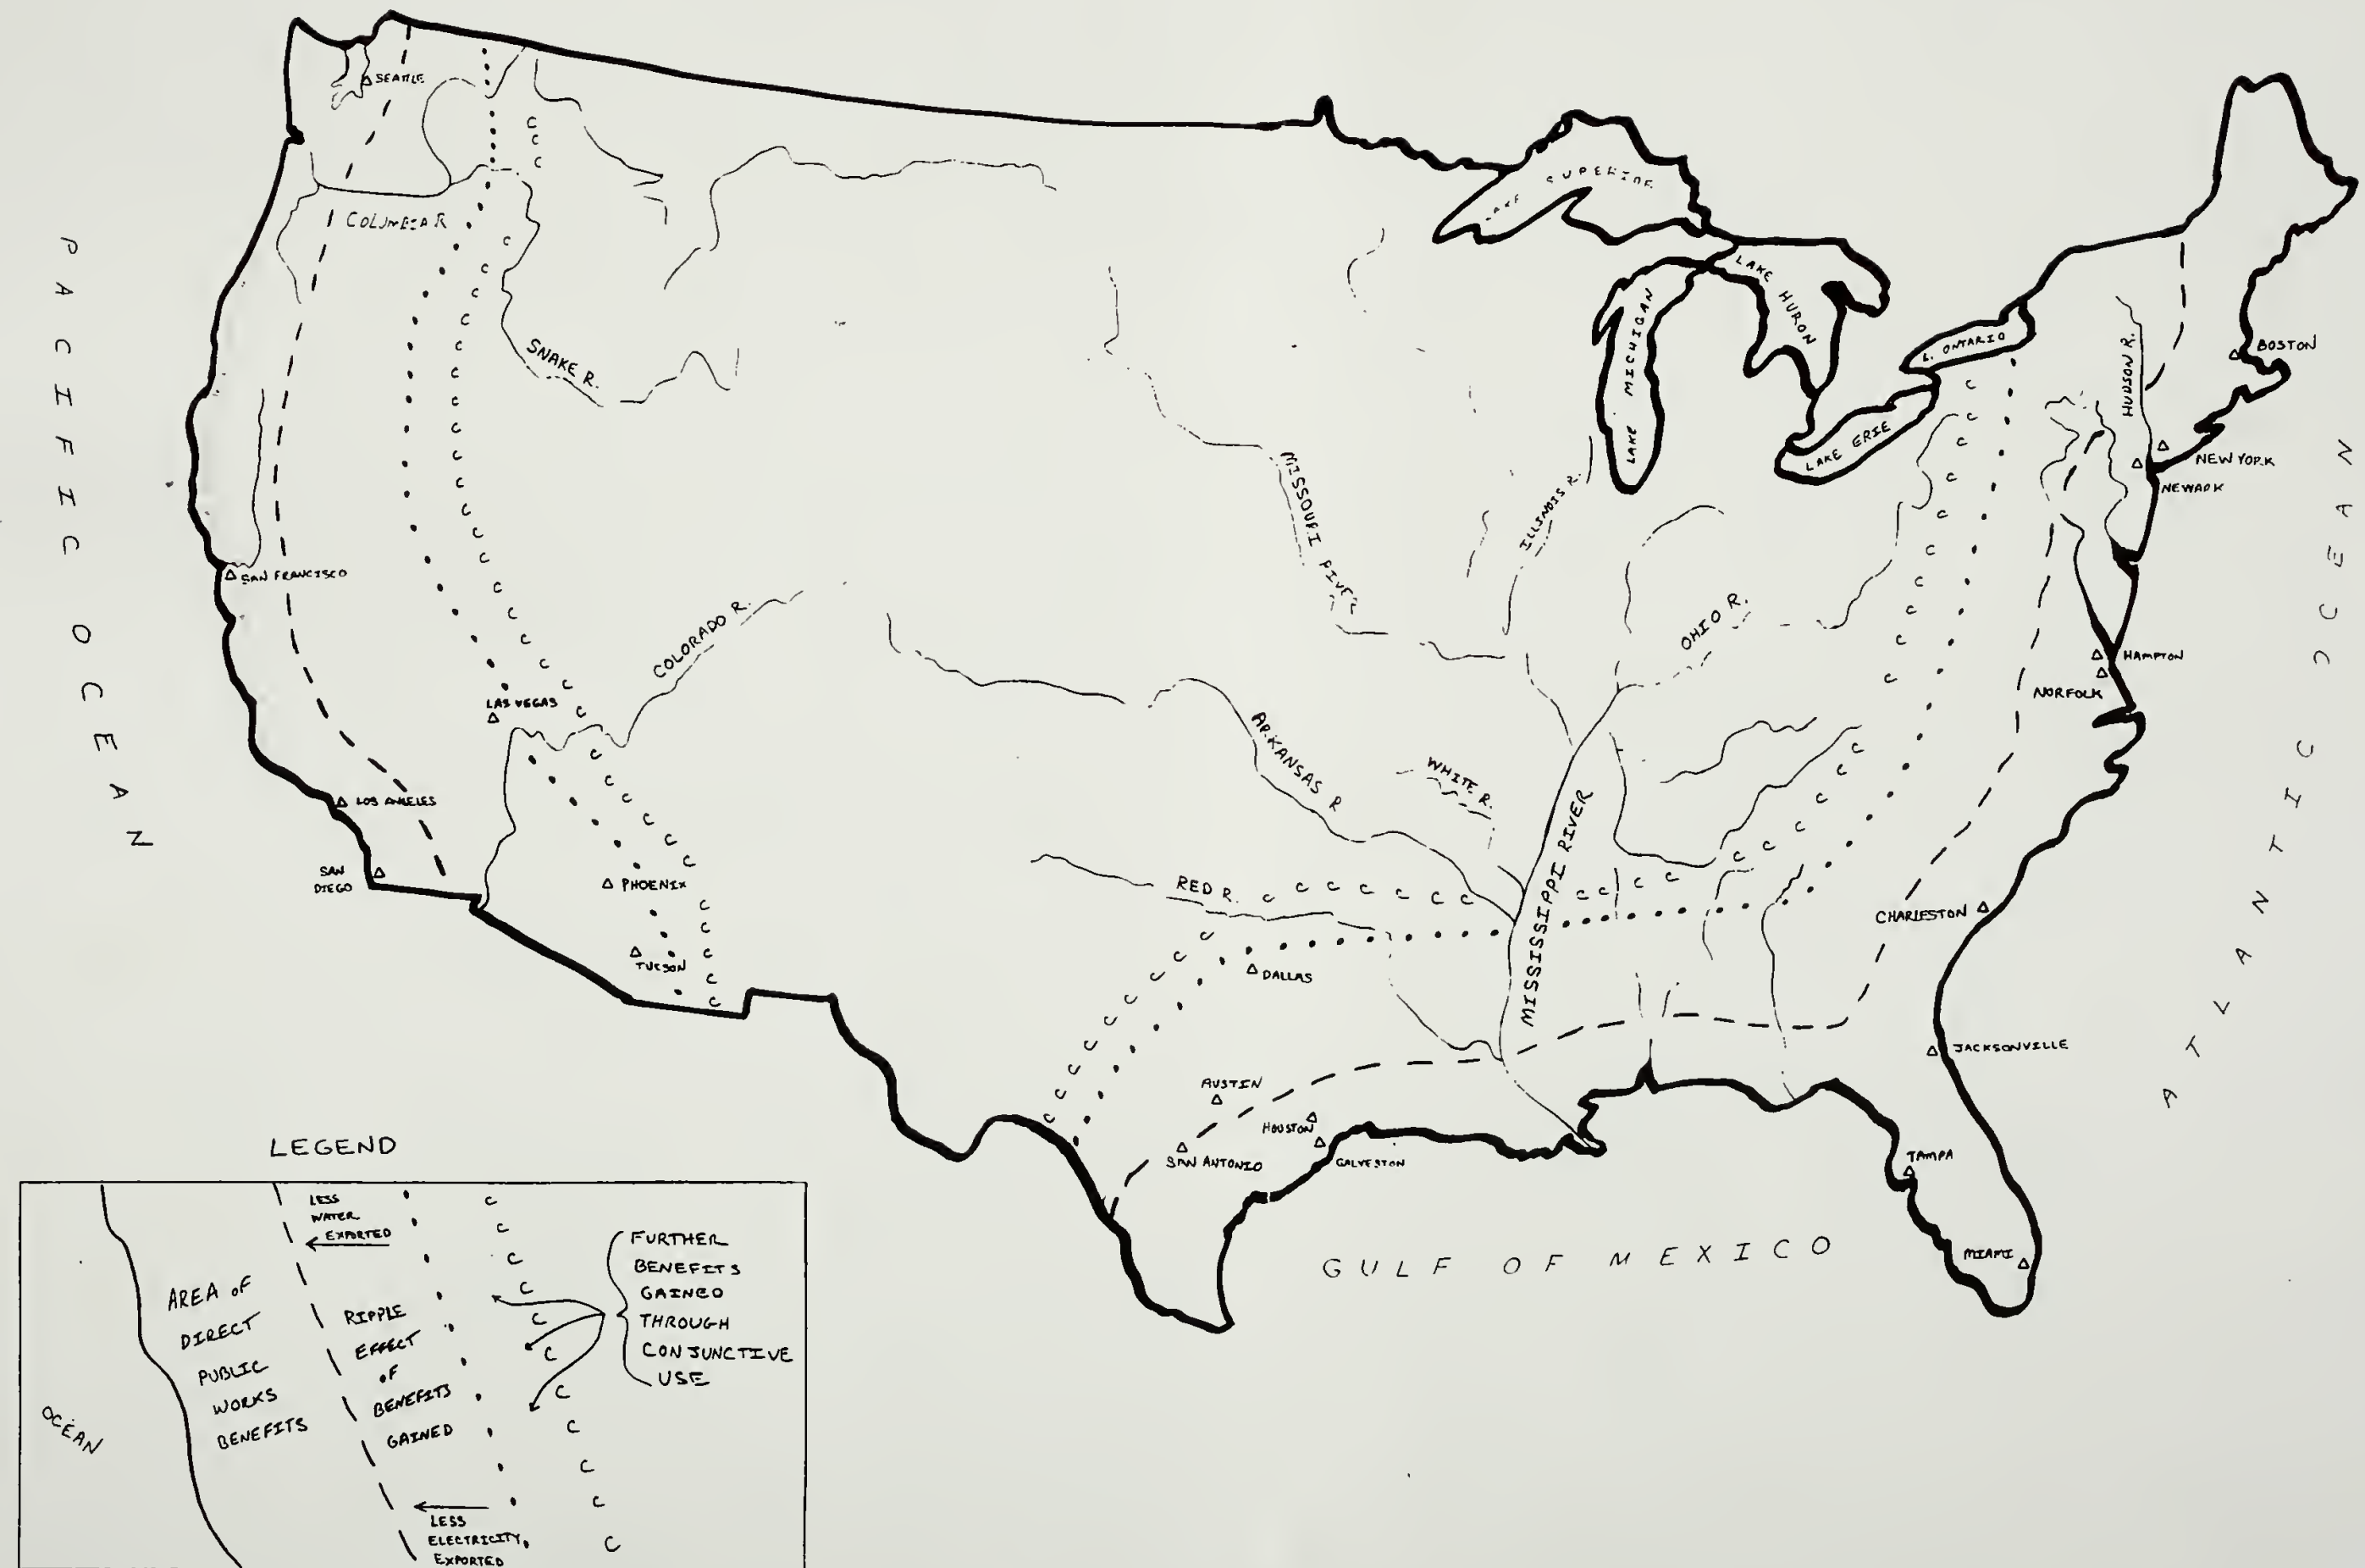 SEATTLE
COLUMBIA R
PACIFIC OCEAN
SNAKE R.
SAN FRANCISCO
COLORADO R.
LAS VEGAS
LOS ANGELES
SAN
DIEGO
PHOENIX
TUCSON
LAKE SUPERIOR
LAKE MICHIGAN
LAKE HURON
L. ONTARIO
LAKE ERIE
HUDSON R.
BOSTON
NEW YORK
NEWARK
MISSOURI RIVER
ILLINOIS R.
OHIO R.
HAMPTON
NORFOLK
ARKANSAS R
WHITE R.
MISSISSIPPI RIVER
RED R.
DALLAS
CHARLESTON
JACKSONVILLE
AUSTIN
HOUSTON
SAN ANTONIO
GALVESTON
TAMPA
MIAMI
ATLANTIC OCEAN
GULF OF MEXICO
LEGEND
OCEAN
AREA OF
DIRECT
PUBLIC
WORKS
BENEFITS
LESS
WATER
EXPORTED
RIPPLE
EFFECT
OF
BENEFITS
GAINED
LESS
ELECTRICITY,
EXPORTED
FURTHER
BENEFITS
GAINED
THROUGH
CONJUNCTIVE
USE